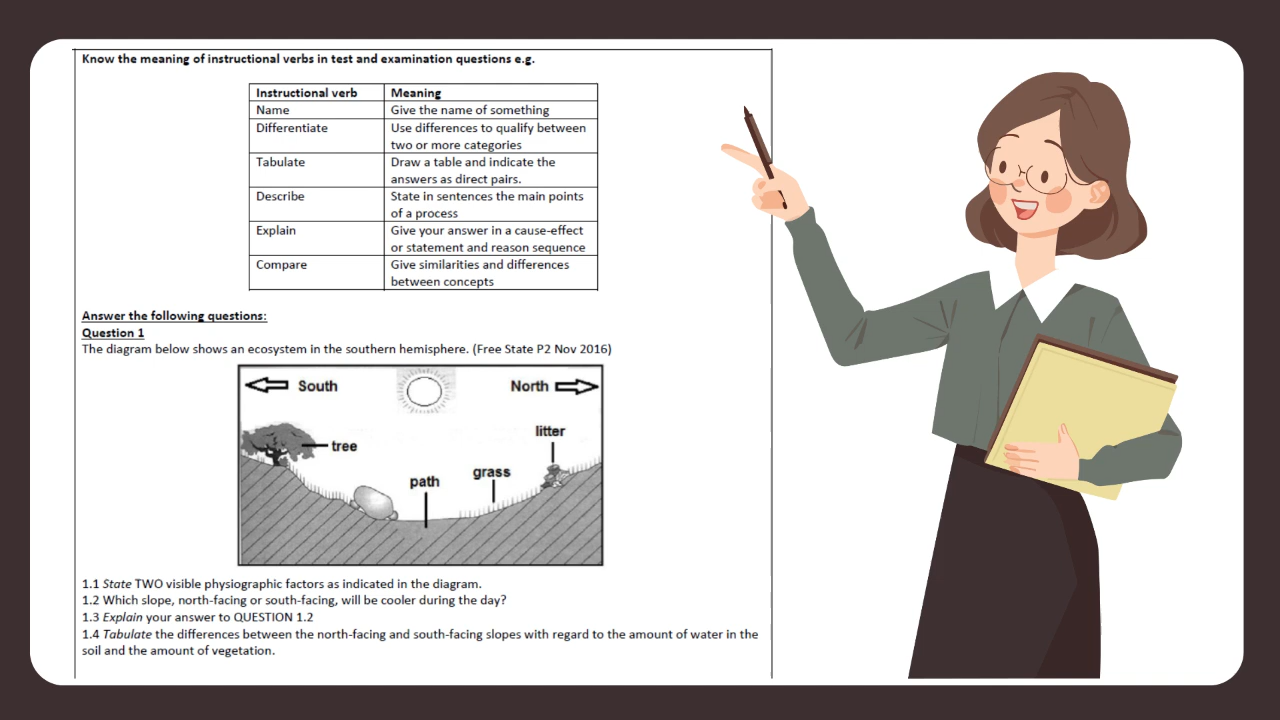 Know the meaning of instructional verbs in test and examination questions e.g.
Instructional verb Meaning
Name Give the name of something
Differentiate Use differences to qualify between
two or more categories
Tabulate Draw a table and indicate the
answers as direct pairs.
Describe State in sentences the main points
of a process
Explain Give your answer in a cause-effect
or statement and reason sequence
Compare Give similarities and differences
between concepts
Answer the following questions:
Question 1
The diagram below shows an ecosystem in the southern hemisphere. (Free State P2 Nov 2016)
South North
litter
tree
grass
path
1.1 State TWO visible physiographic factors as indicated in the diagram.
1.2 Which slope, north-facing or south-facing, will be cooler during the day?
1.3 Explain your answer to QUESTION 1.2
1.4 Tabulate the differences between the north-facing and south-facing slopes with regard to the amount of water in the
soil and the amount of vegetation.